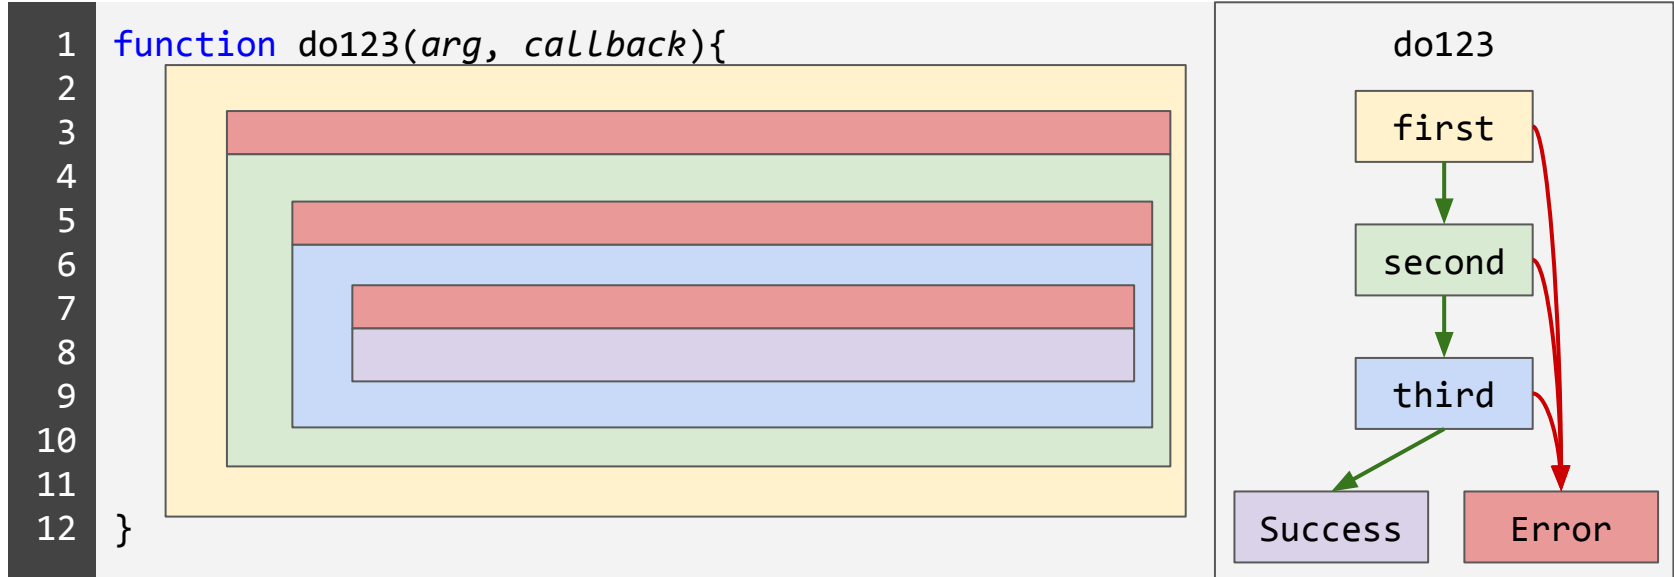 1 function do123(arg, callback){
2
3
4
5
6
7
8
9
10
11
12 }
do123
first
second
third
Success
Error